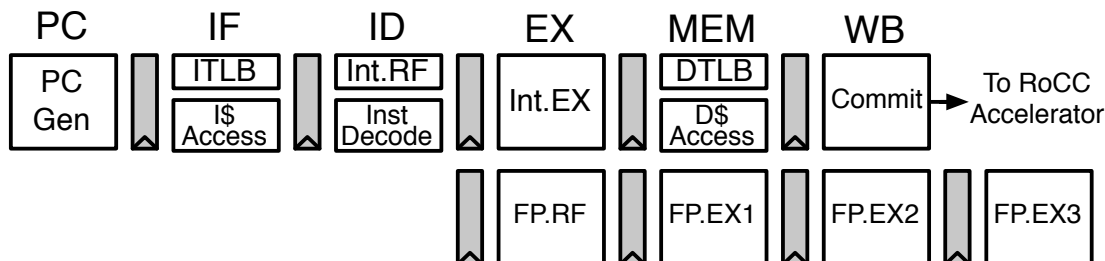 PC
IF
ID
EX
MEM
WB
PC
Gen
ITLB
I$
Access
Int.RF
Inst
Decode
Int.EX
DTLB
D$
Access
Commit
To RoCC
Accelerator
FP.RF
FP.EX1
FP.EX2
FP.EX3